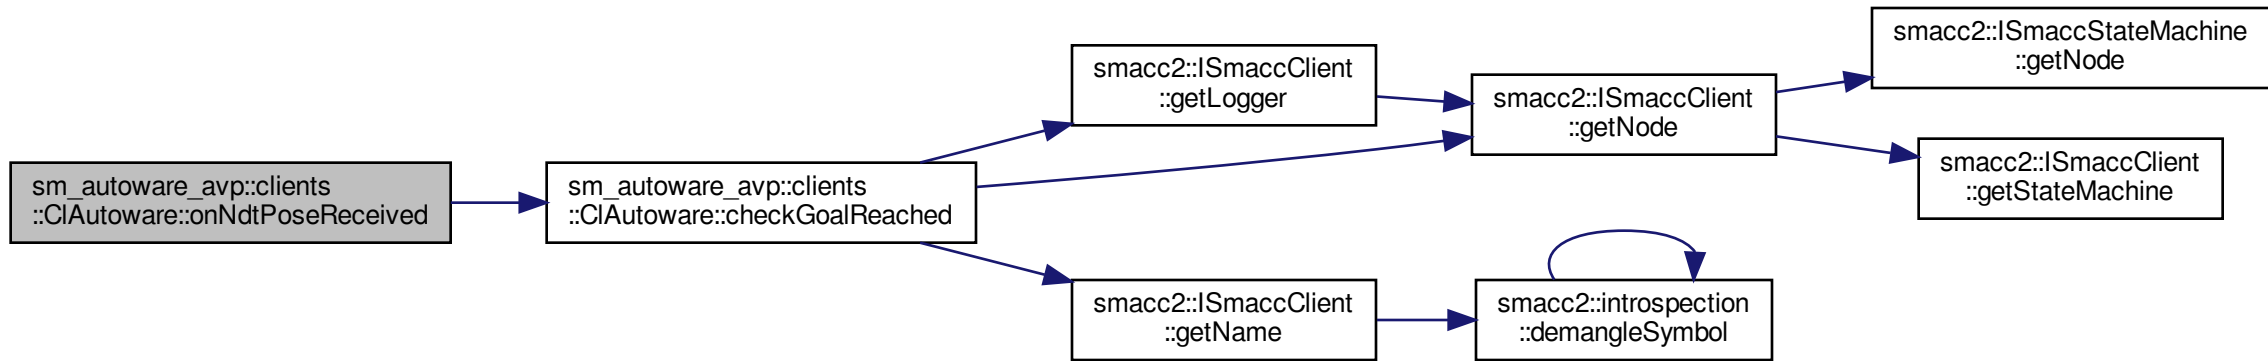 sm_autoware_avp::clients
::ClAutoware::onNdtPoseReceived
sm_autoware_avp::clients
::ClAutoware::checkGoalReached
smacc2::ISmaccClient
::getLogger
smacc2::ISmaccClient
::getNode
smacc2::ISmaccStateMachine
::getNode
smacc2::ISmaccClient
::getStateMachine
smacc2::ISmaccClient
::getName
smacc2::introspection
::demangleSymbol